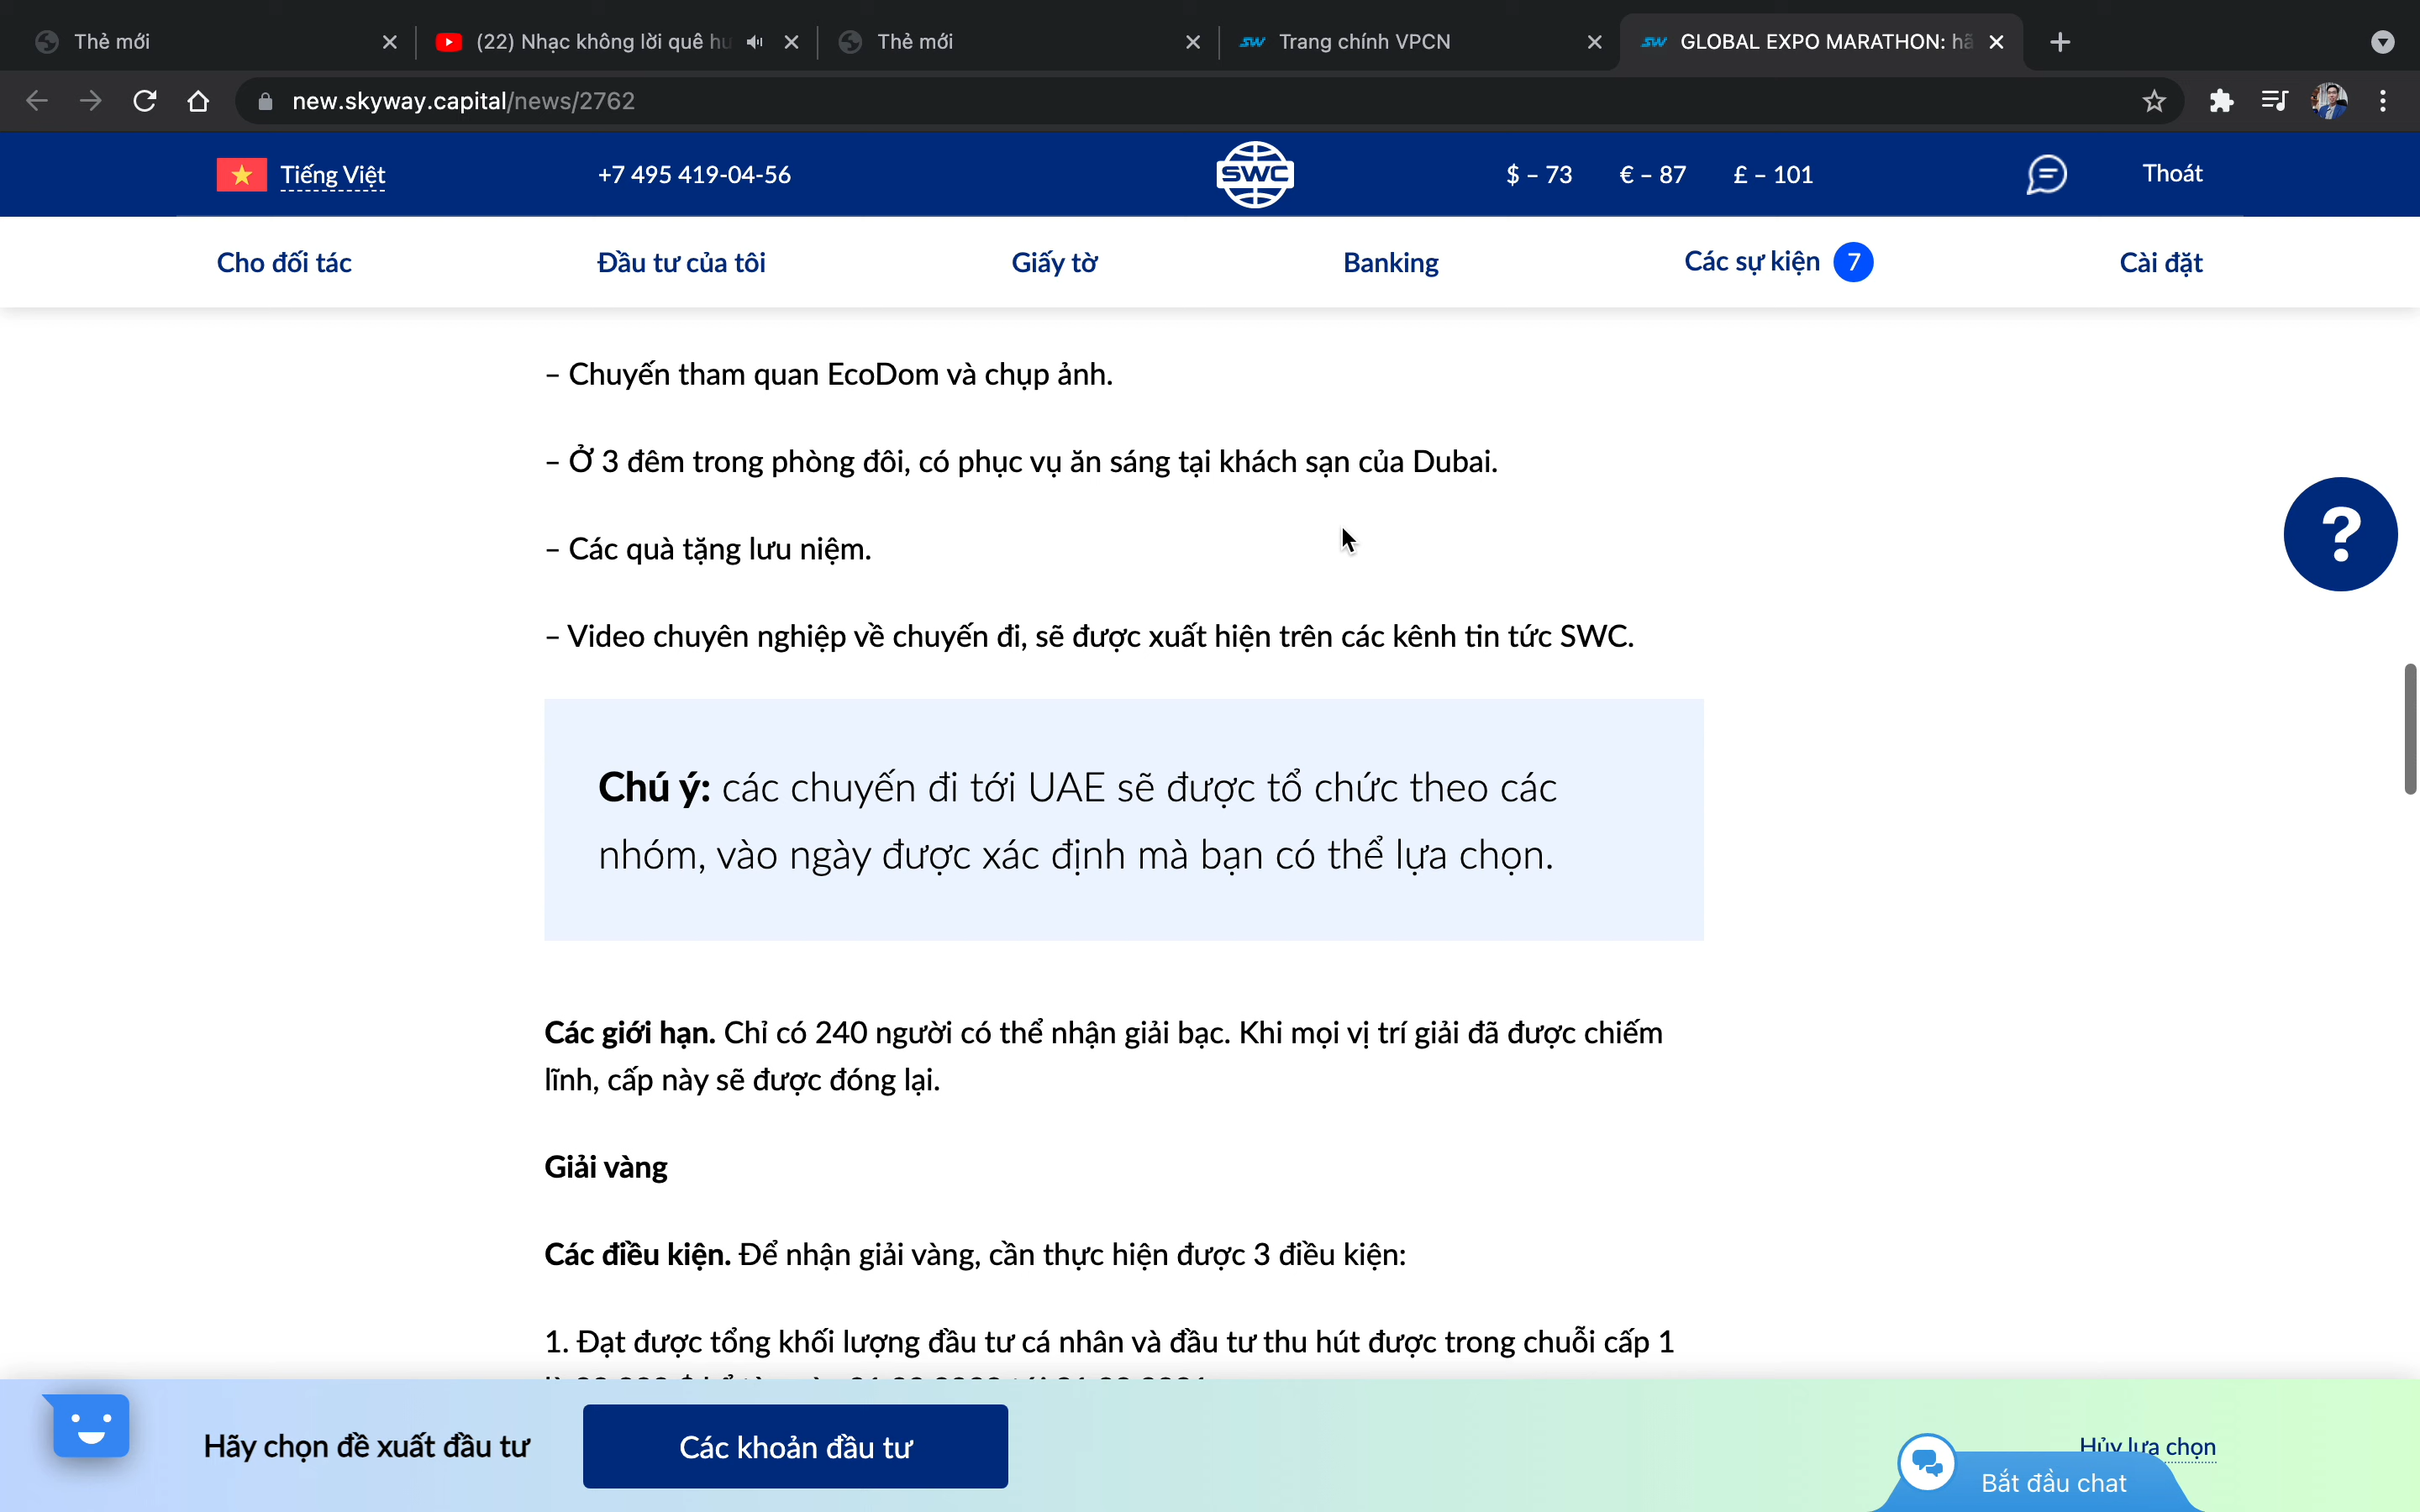 Thẻ mới
(22) Nhạc không lời quê hu
Thẻ mới
Trang chính VPCN
GLOBAL EXPO MARATHON: hã
new.skyway.capital/news/2762
Tiếng Việt
+7 495 419-04-56
SWC
$ – 73
€ – 87
£ – 101
Thoát
Cho đối tác
Đầu tư của tôi
Giấy tờ
Banking
Các sự kiện 7
Cài đặt
– Chuyến tham quan EcoDom và chụp ảnh.
– Ở 3 đêm trong phòng đôi, có phục vụ ăn sáng tại khách sạn của Dubai.
– Các quà tặng lưu niệm.
– Video chuyên nghiệp về chuyến đi, sẽ được xuất hiện trên các kênh tin tức SWC.
?
Chú ý: các chuyến đi tới UAE sẽ được tổ chức theo các
nhóm, vào ngày được xác định mà bạn có thể lựa chọn.
Các giới hạn. Chỉ có 240 người có thể nhận giải bạc. Khi mọi vị trí giải đã được chiếm
lĩnh, cấp này sẽ được đóng lại.
Giải vàng
Các điều kiện. Để nhận giải vàng, cần thực hiện được 3 điều kiện:
1. Đạt được tổng khối lượng đầu tư cá nhân và đầu tư thu hút được trong chuỗi cấp 1
Hãy chọn đề xuất đầu tư
Các khoản đầu tư
Hủy lựa chọn
Bắt đầu chat